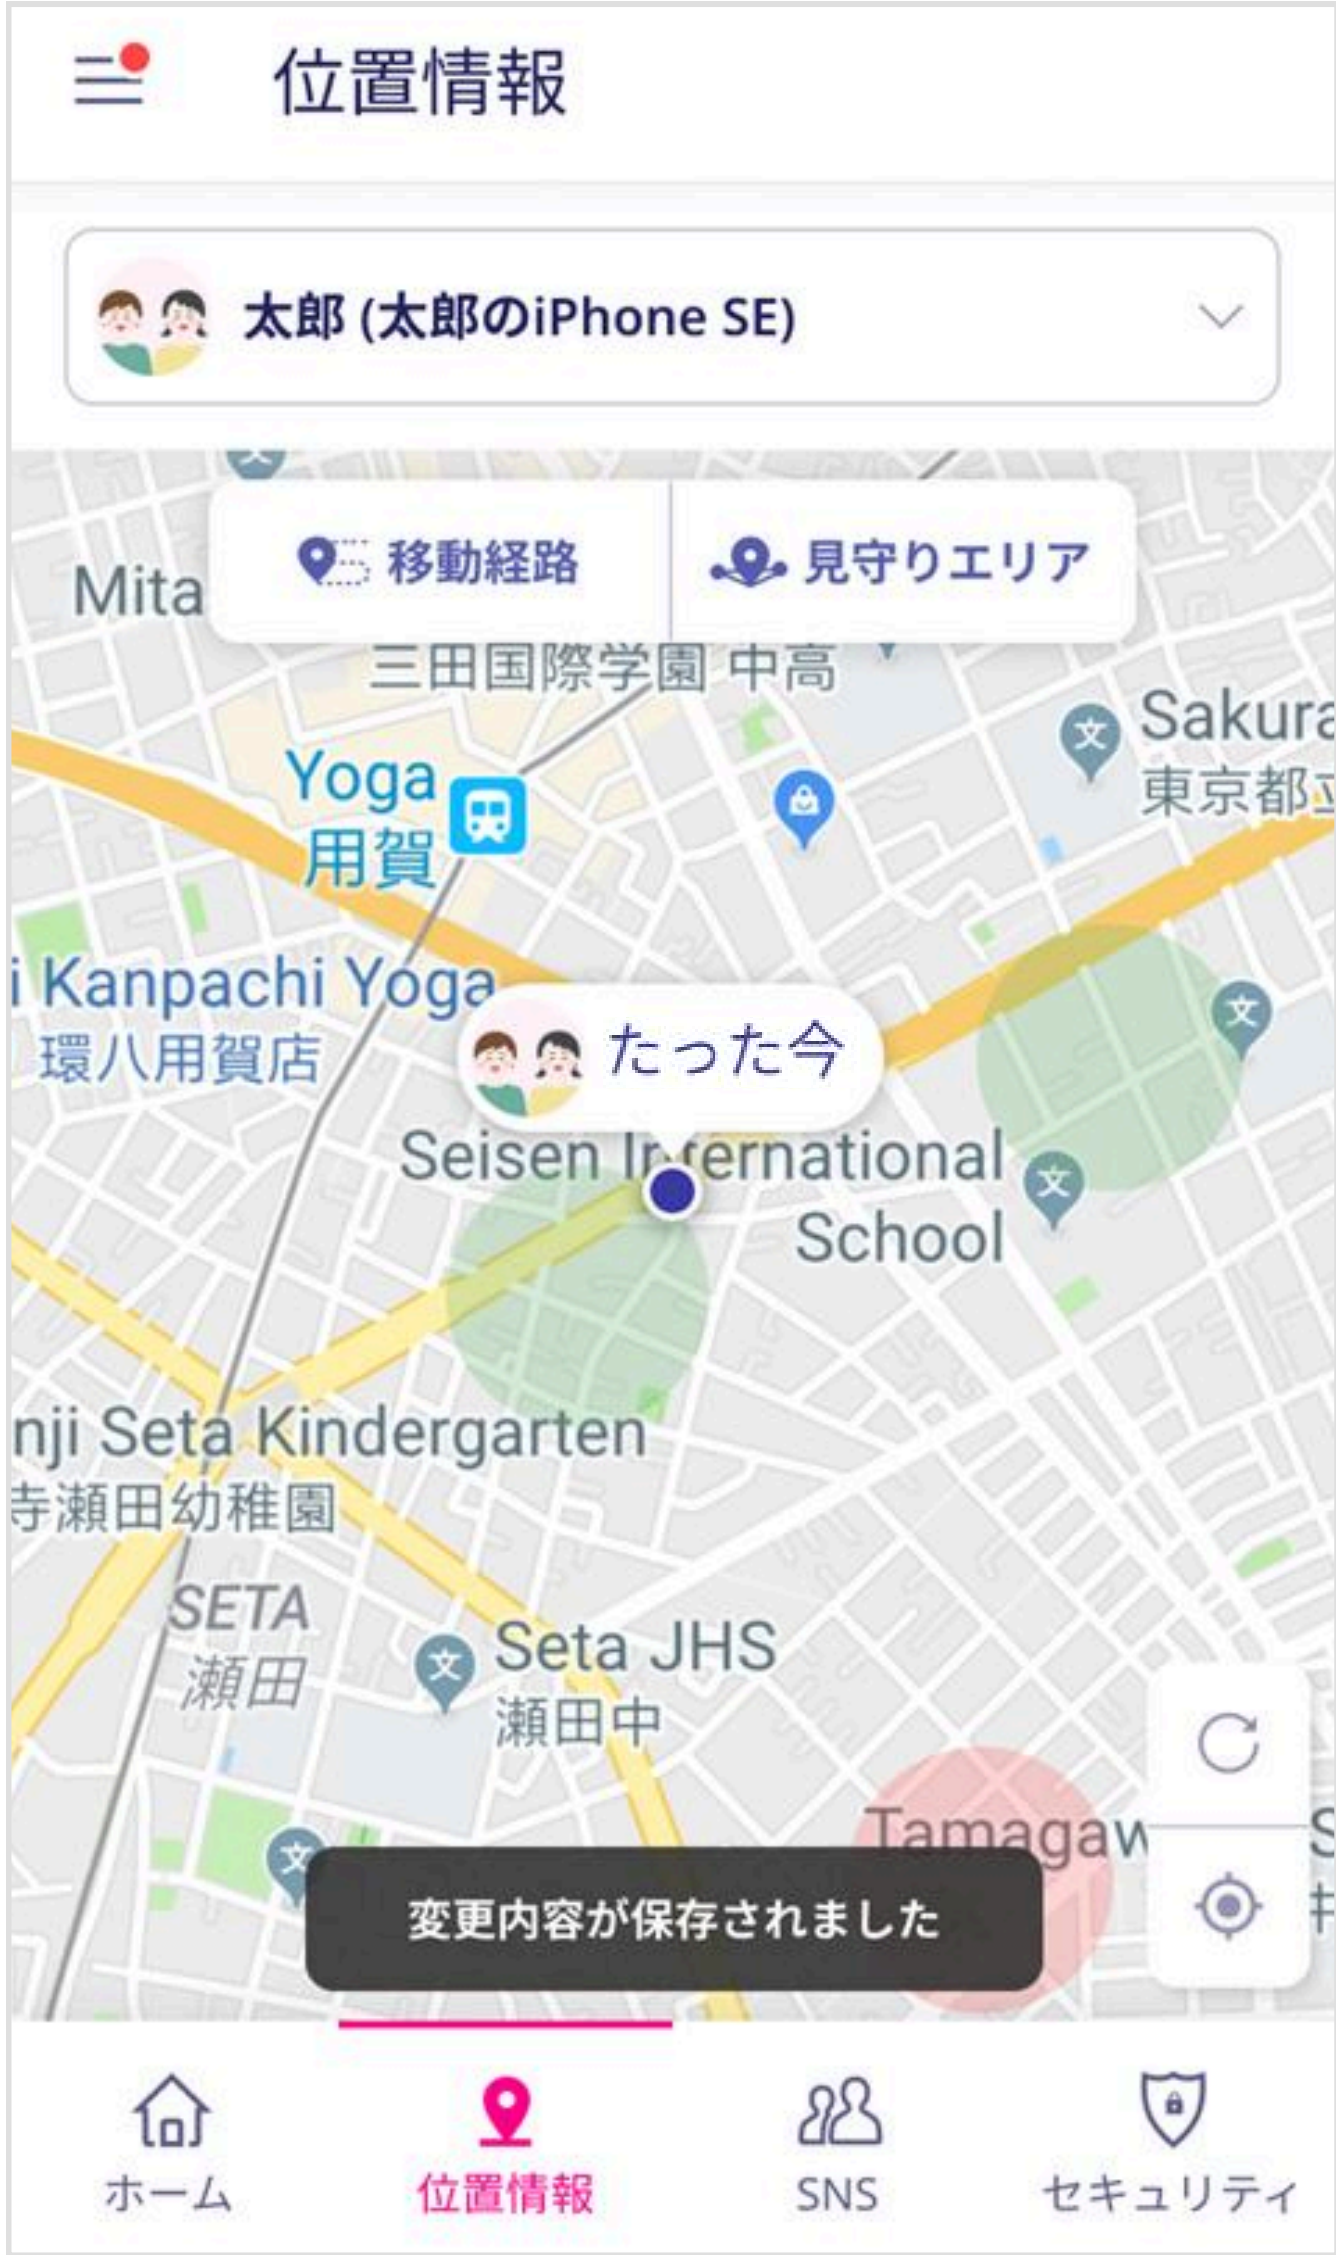 位置情報
太郎 (太郎のiPhone SE)
移動経路
見守りエリア
Mita
三田国際学園 中高
Sakura
東京都立
Yoga
用賀
i Kanpachi Yoga
環八用賀店
たった今
Seisen International
School
nji Seta Kindergarten
寺瀬田幼稚園
SETA
瀬田
Seta JHS
瀬田中
Tamagaw
S
変更内容が保存されました
ホーム
位置情報
SNS
セキュリティ